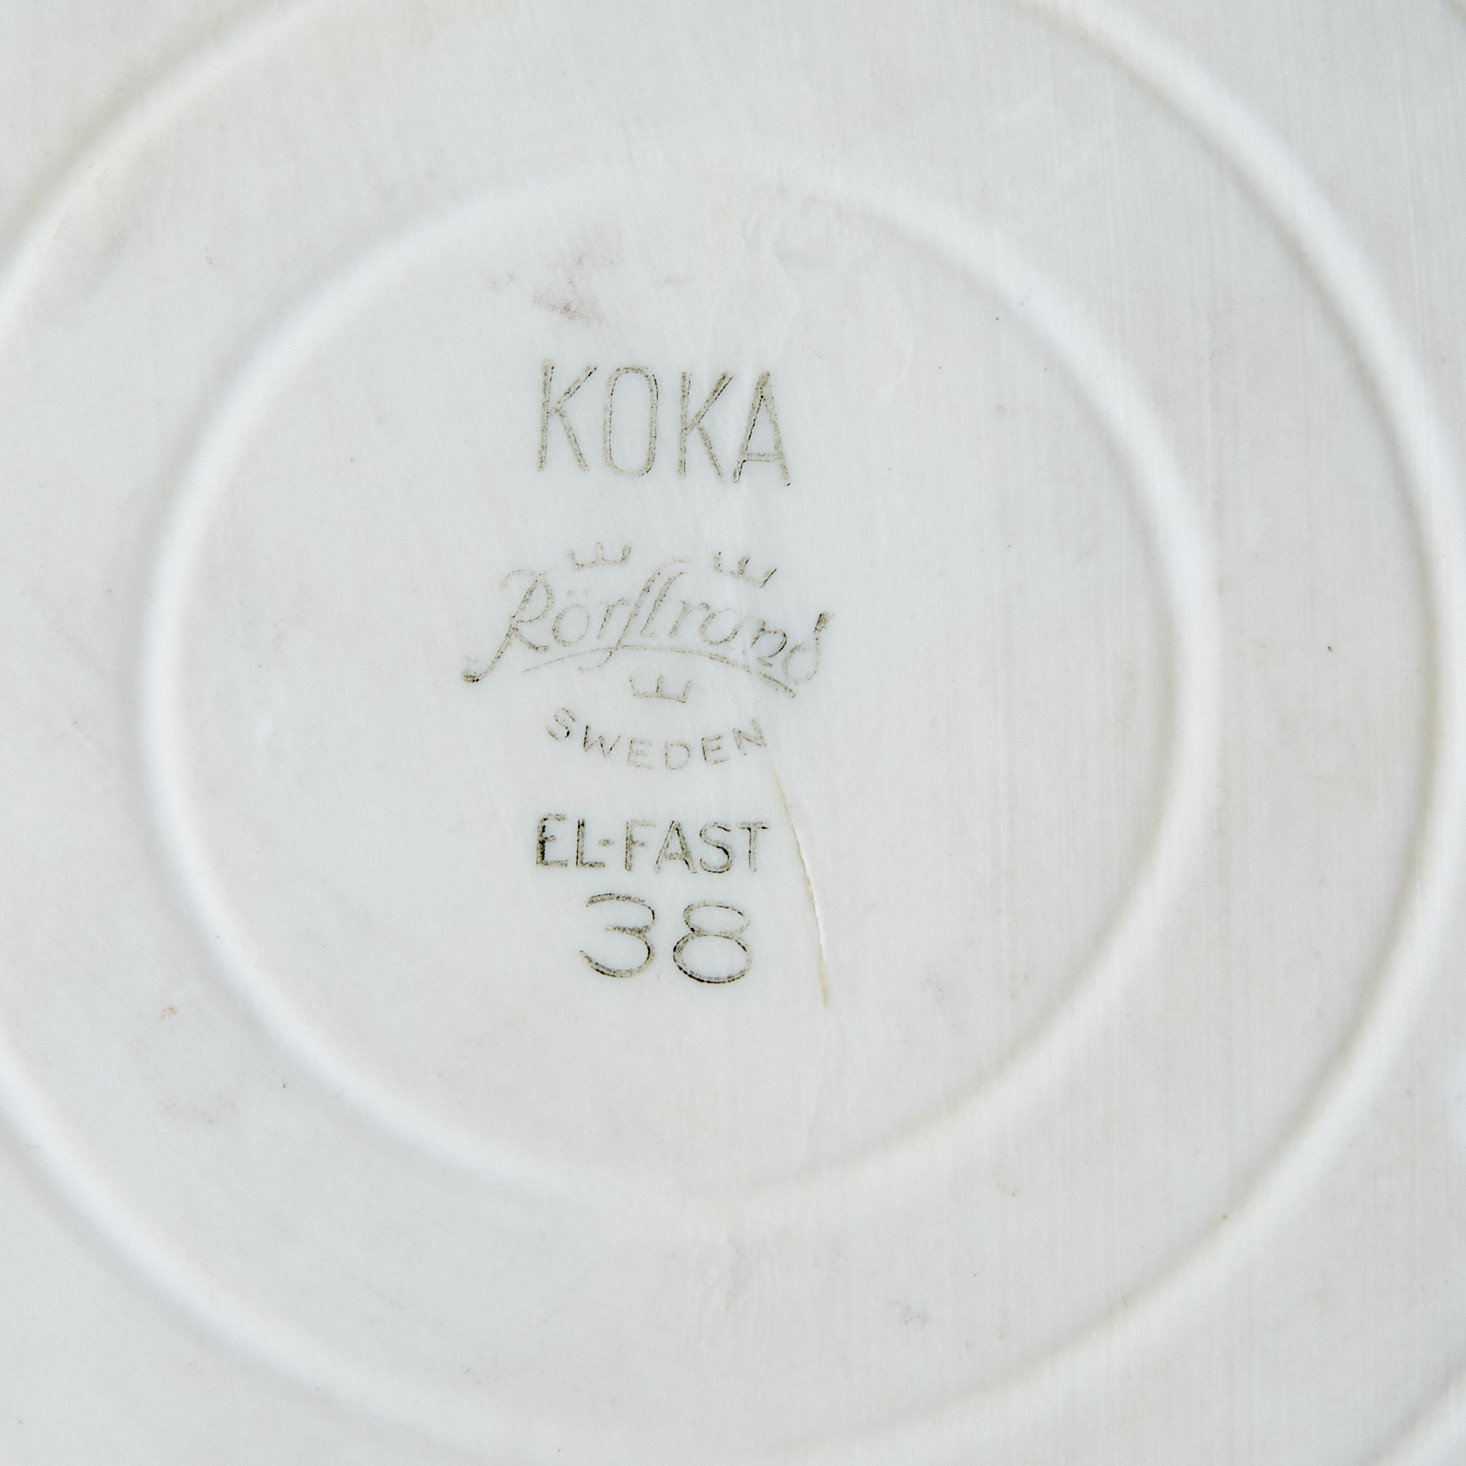 KOKA
Rörstrand
SWEDEN
EL-FAST
38